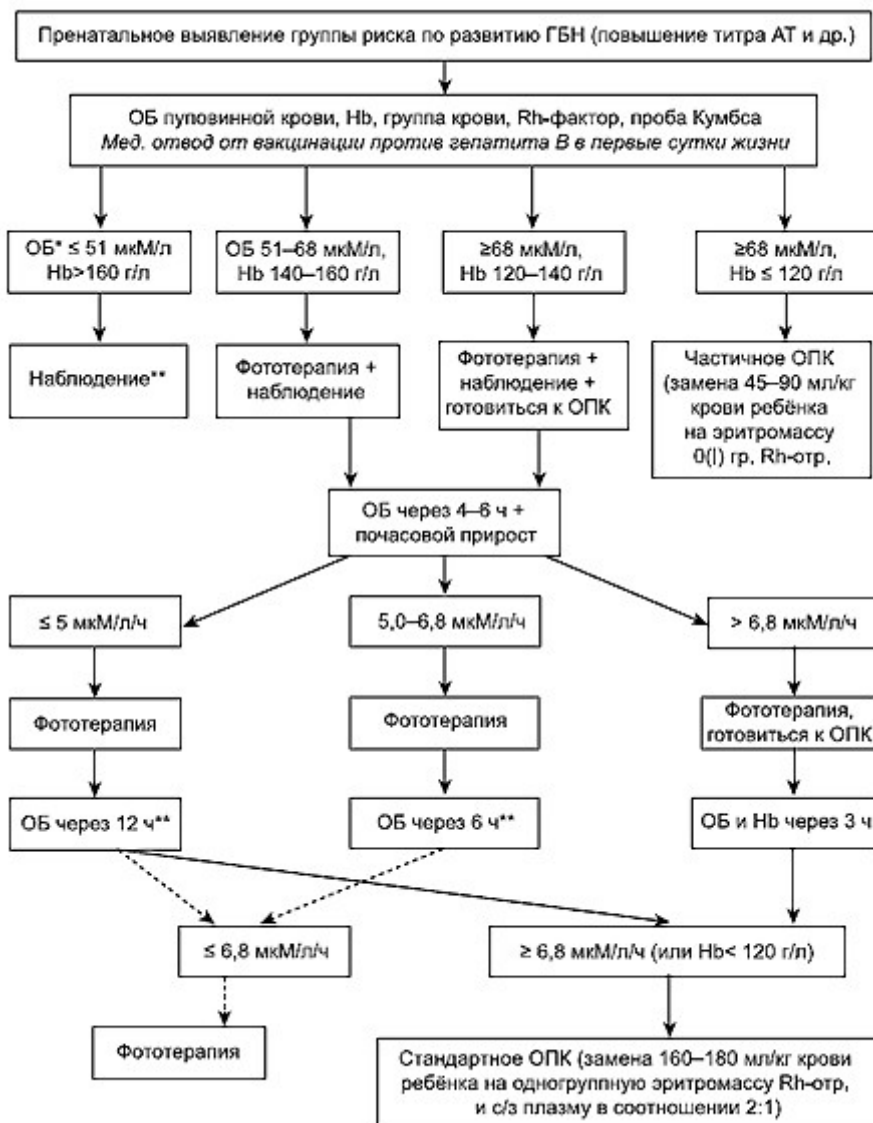 Пренатальное выявление группы риска по развитию ГБН (повышение титра АТ и др.)
ОБ пуповинной крови, Hb, группа крови, Rh-фактор, проба Кумбса
Мед. отвод от вакцинации против гепатита В в первые сутки жизни
ОБ* ≤ 51 мкМ/л
Hb>160 г/л
ОБ 51–68 мкМ/л,
Hb 140–160 г/л
≥68 мкМ/л,
Hb 120–140 г/л
≥68 мкМ/л,
Hb ≤ 120 г/л
Наблюдение**
Фототерапия +
наблюдение
Фототерапия +
наблюдение +
готовиться к ОПК
Частичное ОПК
(замена 45–90 мл/кг
крови ребёнка
на эритромассу
0(I) гр, Rh-отр,
ОБ через 4–6 ч +
почасовой прирост
≤ 5 мкМ/л/ч
5,0–6,8 мкМ/л/ч
> 6,8 мкМ/л/ч
Фототерапия
Фототерапия
Фототерапия,
готовиться к ОПК
ОБ через 12 ч**
ОБ через 6 ч**
ОБ и Hb через 3 ч
≤ 6,8 мкМ/л/ч
≥ 6,8 мкМ/л/ч (или Hb< 120 г/л)
Фототерапия
Стандартное ОПК (замена 160–180 мл/кг крови
ребёнка на одногруппную эритромассу Rh-отр,
и с/з плазму в соотношении 2:1)